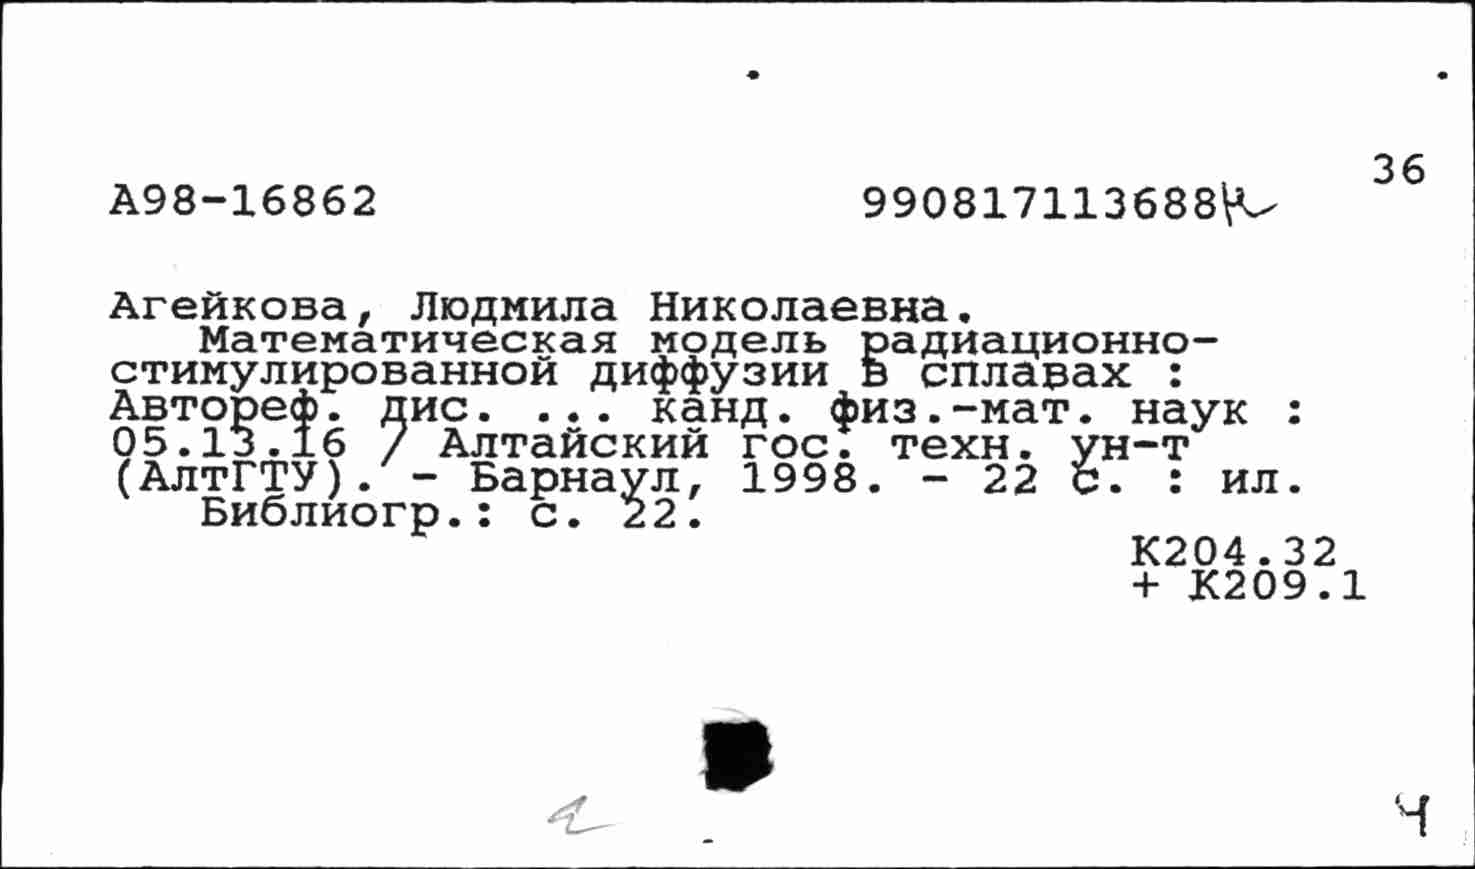 36
А98-16862 990817113688
Агейкова, Людмила Николаевна.
Математическая модель радиационно-
стимулированной диффузии в сплавах :
Автореф. дис. ... канд. физ.-мат. наук :
05.13.16 / Алтайский гос. техн. ун-т
(АлтГТУ). - Барнаул, 1998. - 22 с. : ил.
Библиогр.: с. 22.
К204.32
+ К209.1
Ч